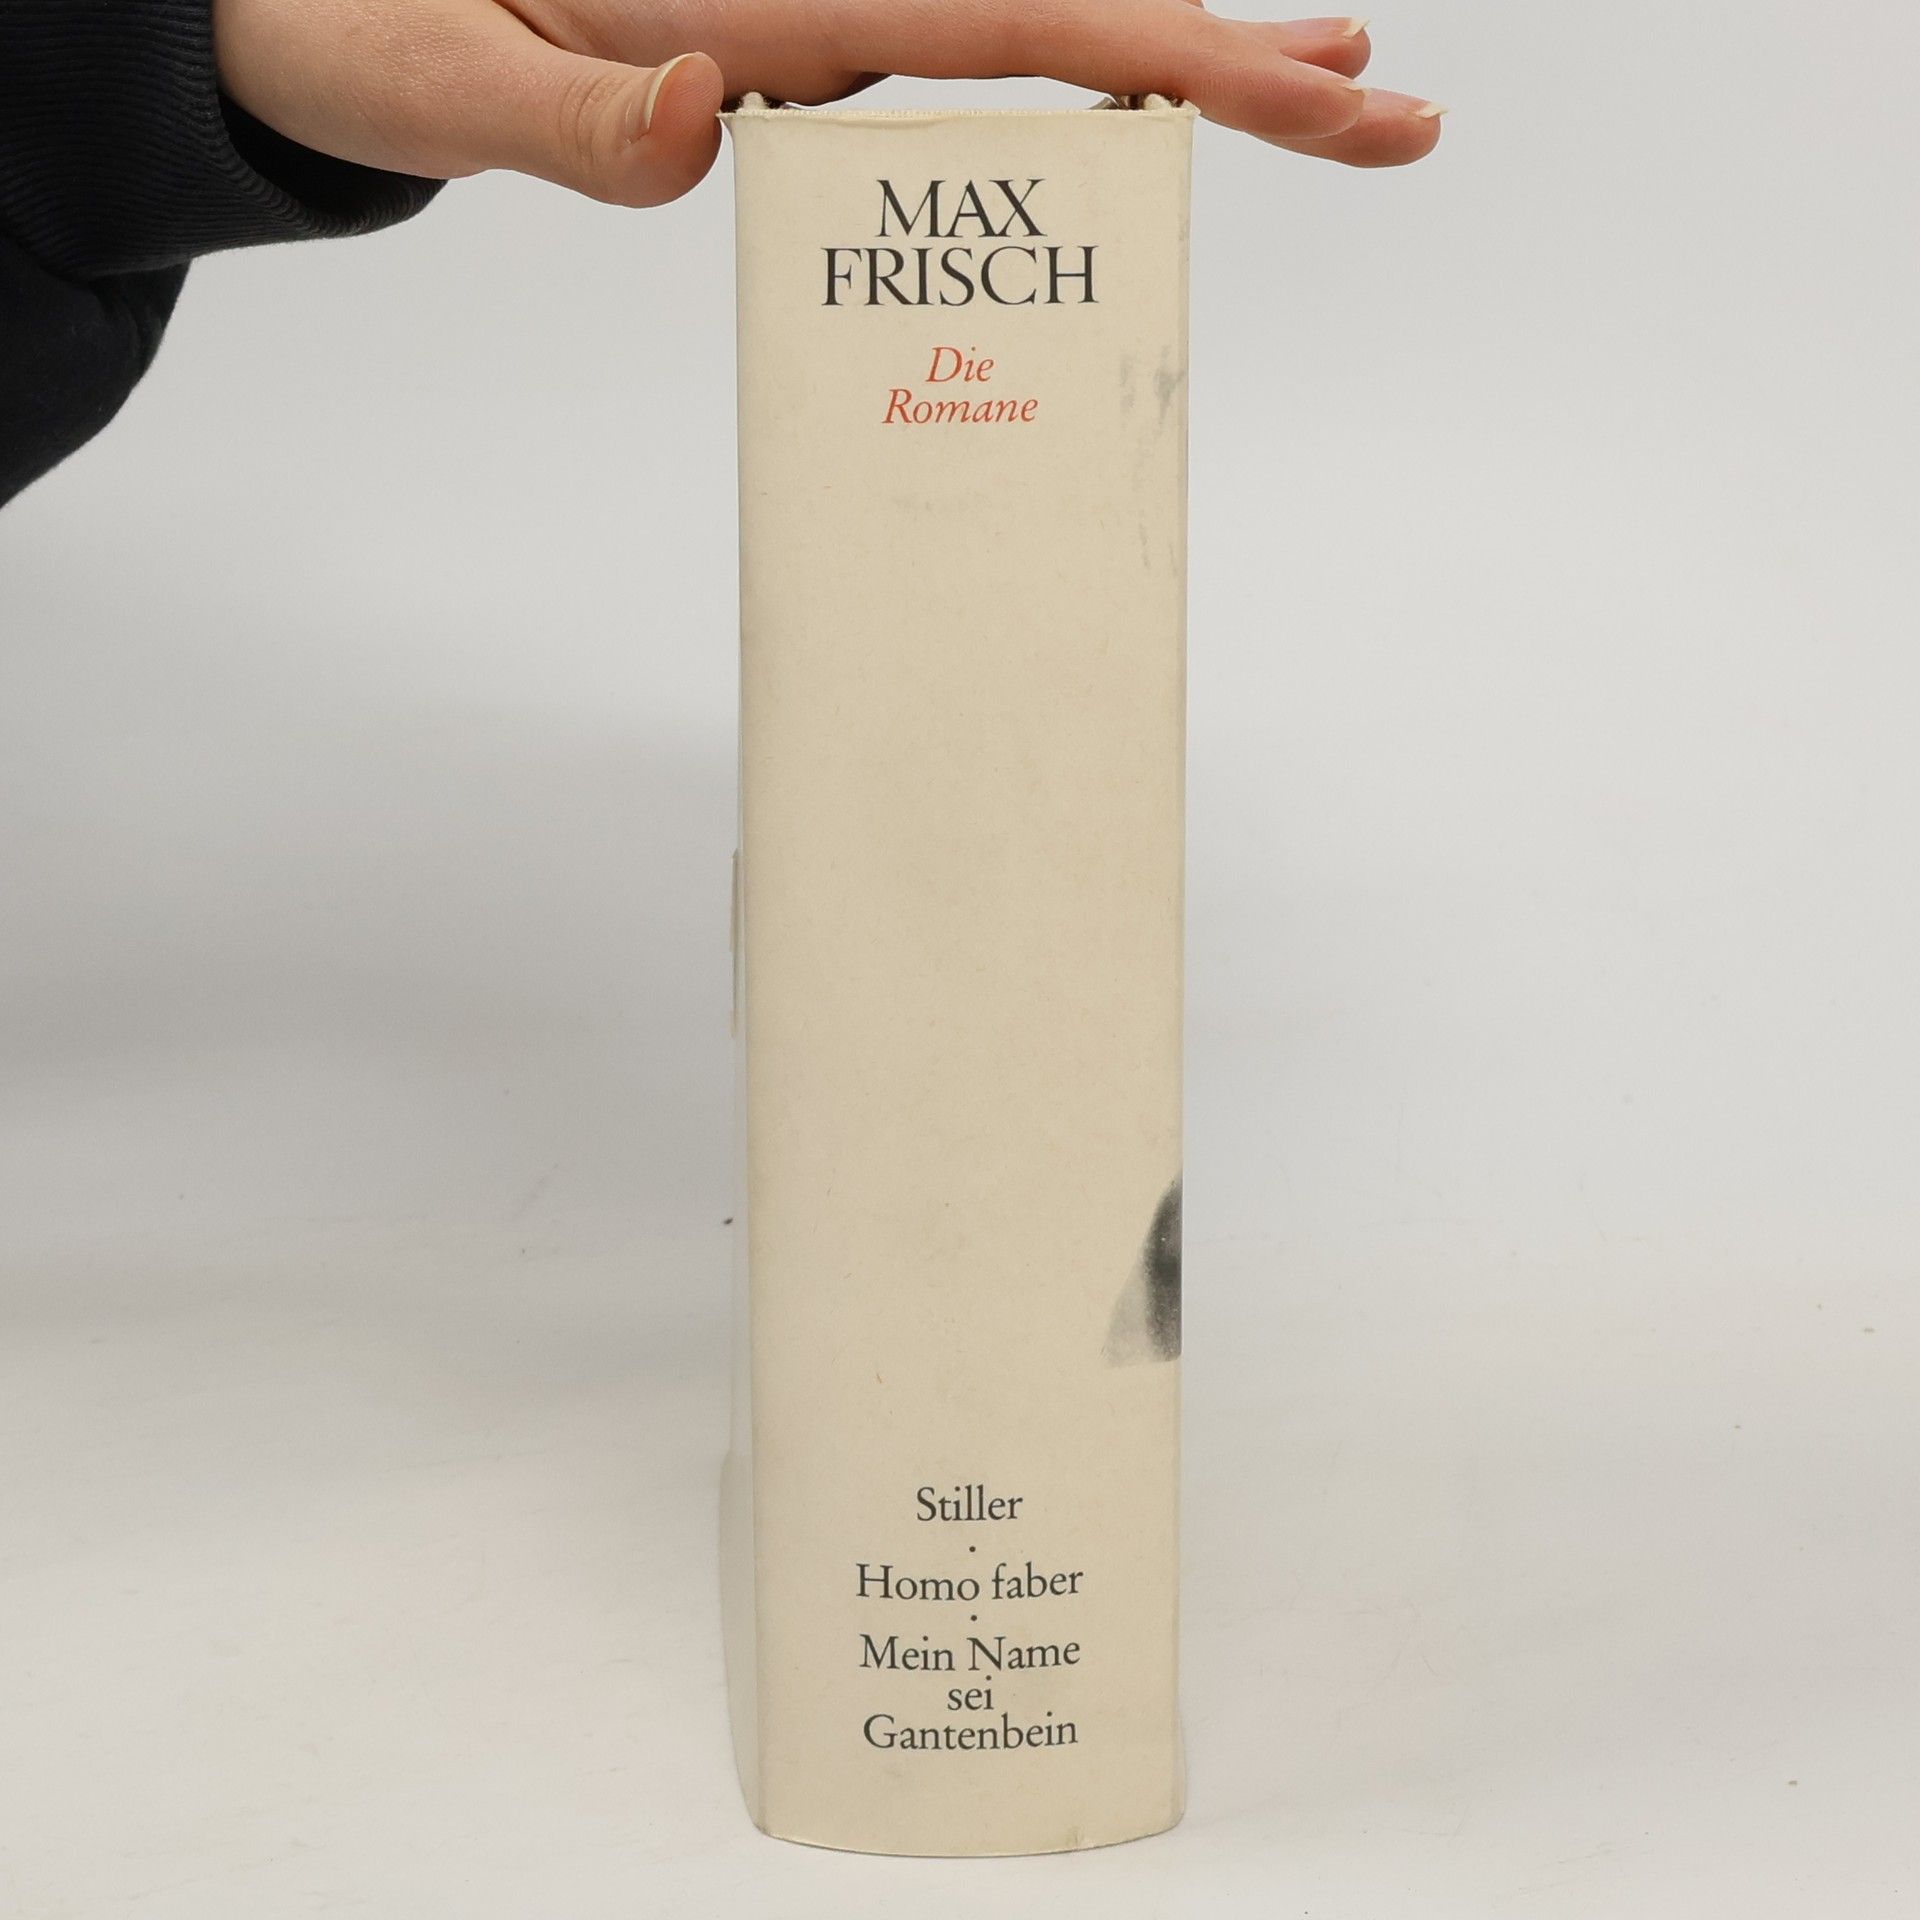 MAX
FRISCH
Die
Romane
Stiller
·
Homo faber
·
Mein Name
sei
Gantenbein